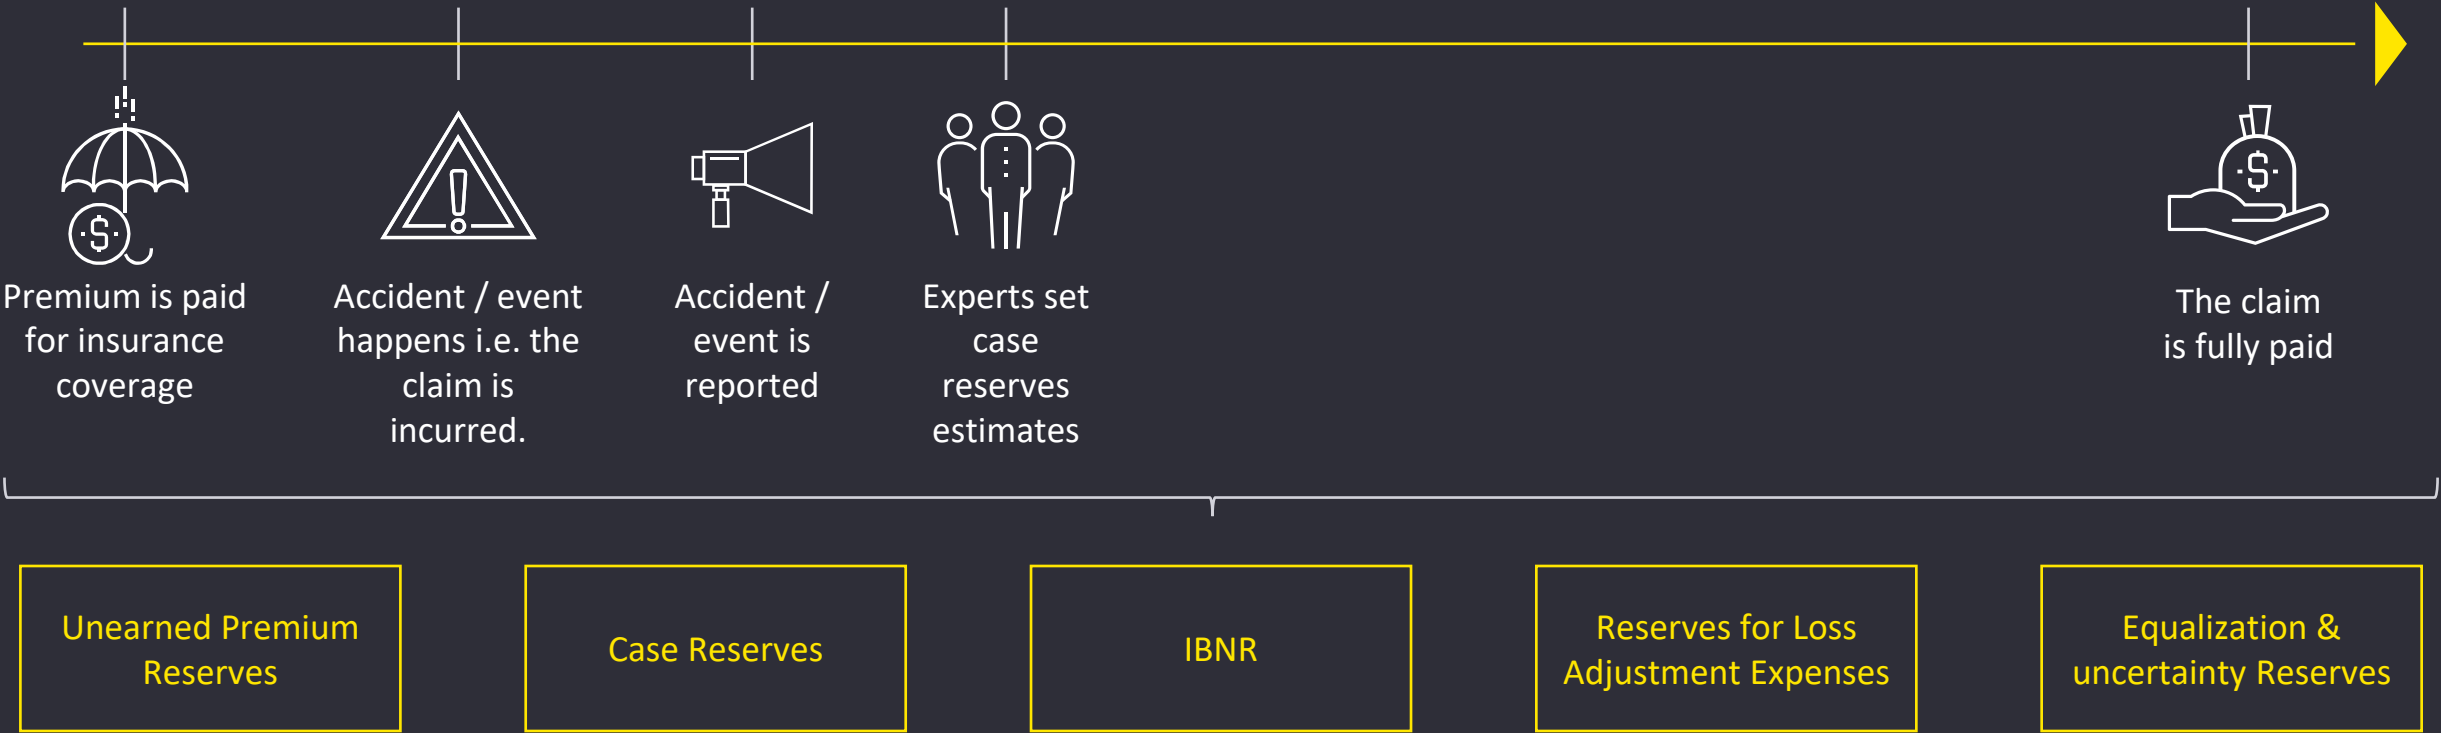 Premium is paid
for insurance
coverage
Accident / event
happens i.e. the
claim is
incurred.
Accident /
event is
reported
Experts set
case
reserves
estimates
The claim
is fully paid
Unearned Premium
Reserves
Case Reserves
IBNR
Reserves for Loss
Adjustment Expenses
Equalization &
uncertainty Reserves